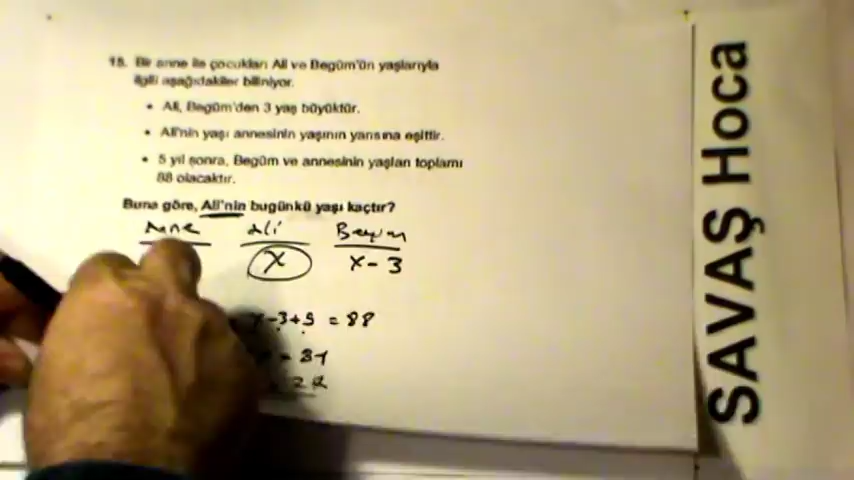 15. Bir anne ile çocukları Ali ve Begüm'ün yaşlarıyla
ilgili aşağıdakiler biliniyor.
• Ali, Begüm'den 3 yaş büyüktür.
• Ali'nin yaşı annesinin yaşının yarısına eşittir.
• 5 yıl sonra, Begüm ve annesinin yaşları toplamı
88 olacaktır.
Buna göre, Ali'nin bugünkü yaşı kaçtır?
Anne Ali Begüm
x x-3
x-3+5 = 88
= 81
SAVAŞ Hoca